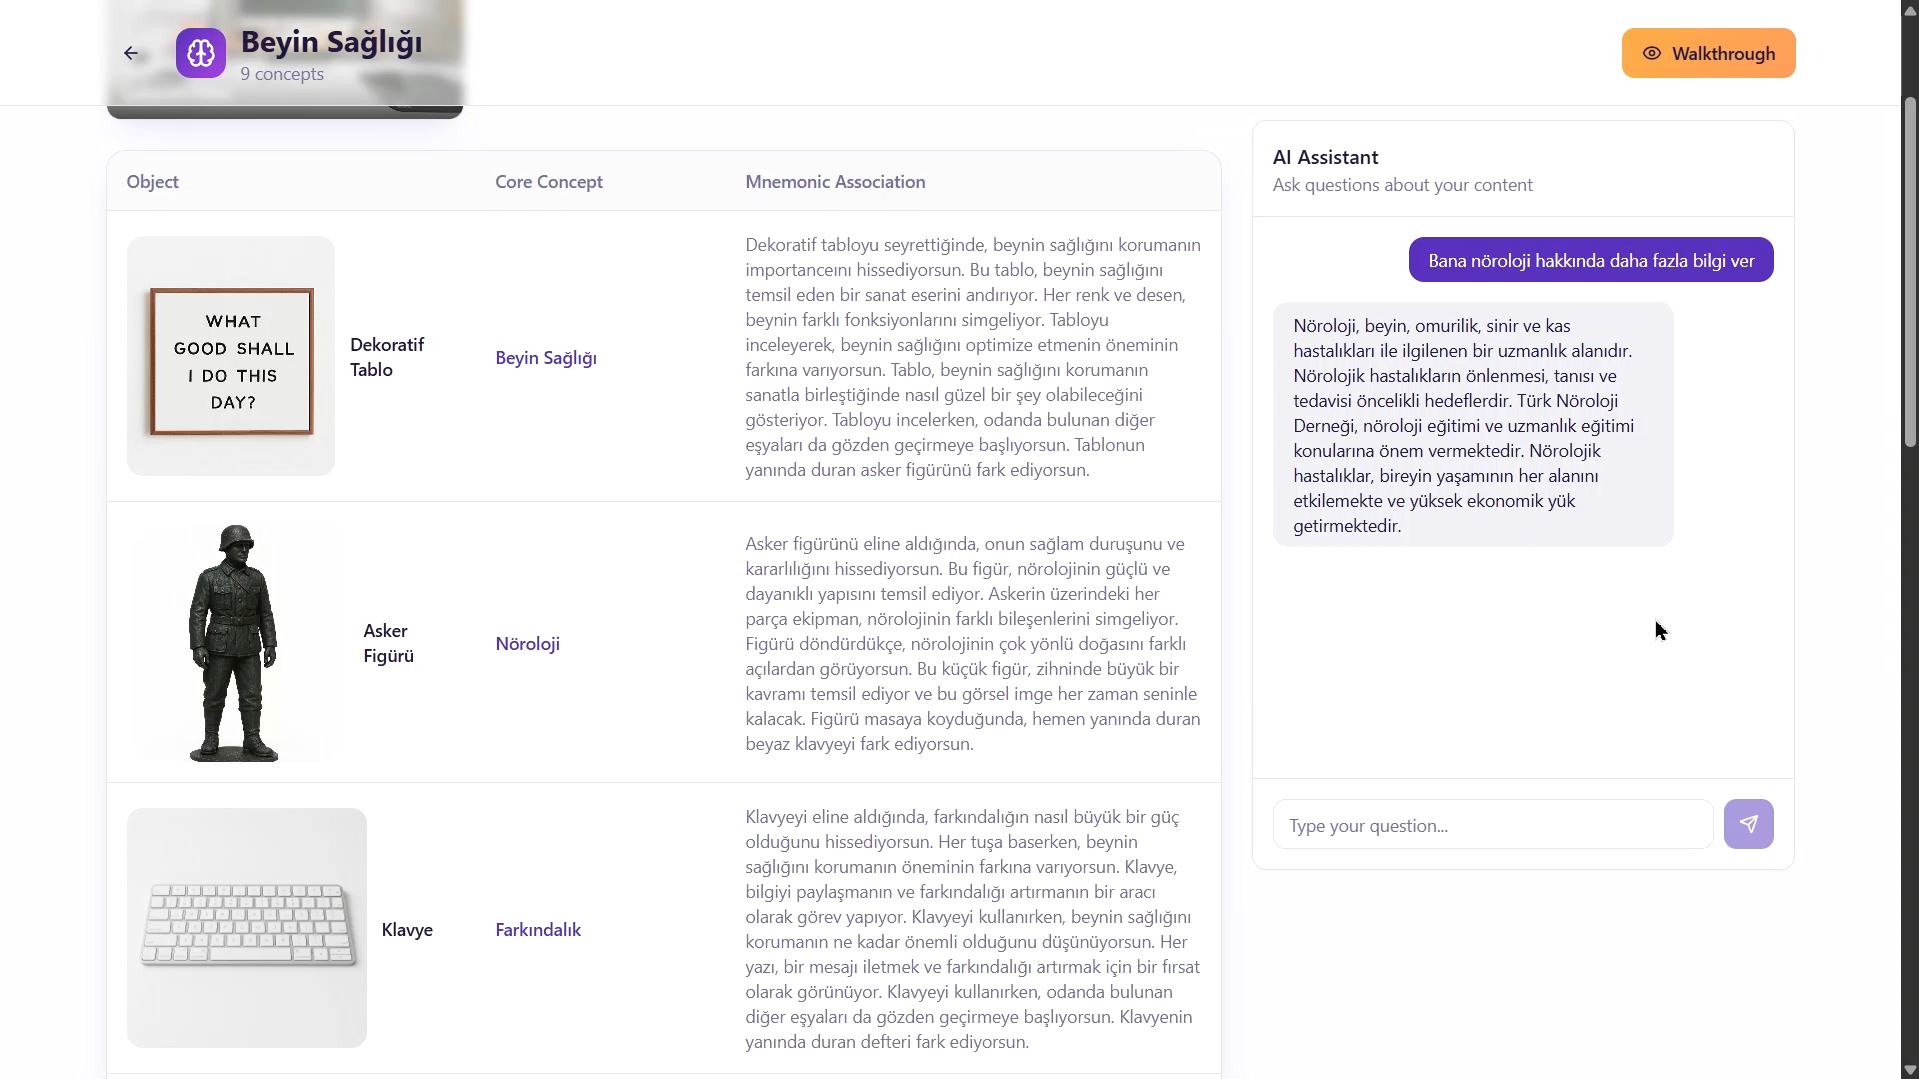 Beyin Sağlığı
9 concepts
Walkthrough
Object
Core Concept
Mnemonic Association
WHAT
GOOD SHALL
I DO THIS
DAY?
Dekoratif
Tablo
Beyin Sağlığı
Dekoratif tabloyu seyrettiğinde, beynin sağlığını korumanın
importanceını hissediyorsun. Bu tablo, beynin sağlığını
temsil eden bir sanat eserini andırıyor. Her renk ve desen,
beynin farklı fonksiyonlarını simgeliyor. Tabloyu
inceleyerek, beynin sağlığını optimize etmenin öneminin
farkına varıyorsun. Tablo, beynin sağlığını korumanın
sanatla birleştiğinde nasıl güzel bir şey olabileceğini
gösteriyor. Tabloyu incelerken, odanda bulunan diğer
eşyaları da gözden geçirmeye başlıyorsun. Tablonun
yanında duran asker figürünü fark ediyorsun.
Asker
Figürü
Nöroloji
Asker figürünü eline aldığında, onun sağlam duruşunu ve
kararlılığını hissediyorsun. Bu figür, nörolojinin güçlü ve
dayanıklı yapısını temsil ediyor. Askerin üzerindeki her
parça ekipman, nörolojinin farklı bileşenlerini simgeliyor.
Figürü döndürdükçe, nörolojinin çok yönlü doğasını farklı
açılardan görüyorsun. Bu küçük figür, zihninde büyük bir
kavramı temsil ediyor ve bu görsel imge her zaman seninle
kalacak. Figürü masaya koyduğunda, hemen yanında duran
beyaz klavyeyi fark ediyorsun.
Klavye
Farkındalık
Klavyeyi eline aldığında, farkındalığın nasıl büyük bir güç
olduğunu hissediyorsun. Her tuşa baserken, beynin
sağlığını korumanın öneminin farkına varıyorsun. Klavye,
bilgiyi paylaşmanın ve farkındalığı artırmanın bir aracı
olarak görev yapıyor. Klavyeyi kullanırken, beynin sağlığını
korumanın ne kadar önemli olduğunu düşünüyorsun. Her
yazı, bir mesajı iletmek ve farkındalığı artırmak için bir fırsat
olarak görünüyor. Klavyeyi kullanırken, odanda bulunan
diğer eşyaları da gözden geçirmeye başlıyorsun. Klavyenin
yanında duran defteri fark ediyorsun.
AI Assistant
Ask questions about your content
Bana nöroloji hakkında daha fazla bilgi ver
Nöroloji, beyin, omurilik, sinir ve kas
hastalıkları ile ilgilenen bir uzmanlık alanıdır.
Nörolojik hastalıkların önlenmesi, tanısı ve
tedavisi öncelikli hedeflerdir. Türk Nöroloji
Derneği, nöroloji eğitimi ve uzmanlık eğitimi
konularına önem vermektedir. Nörolojik
hastalıklar, bireyin yaşamının her alanını
etkilemekte ve yüksek ekonomik yük
getirmektedir.
Type your question...